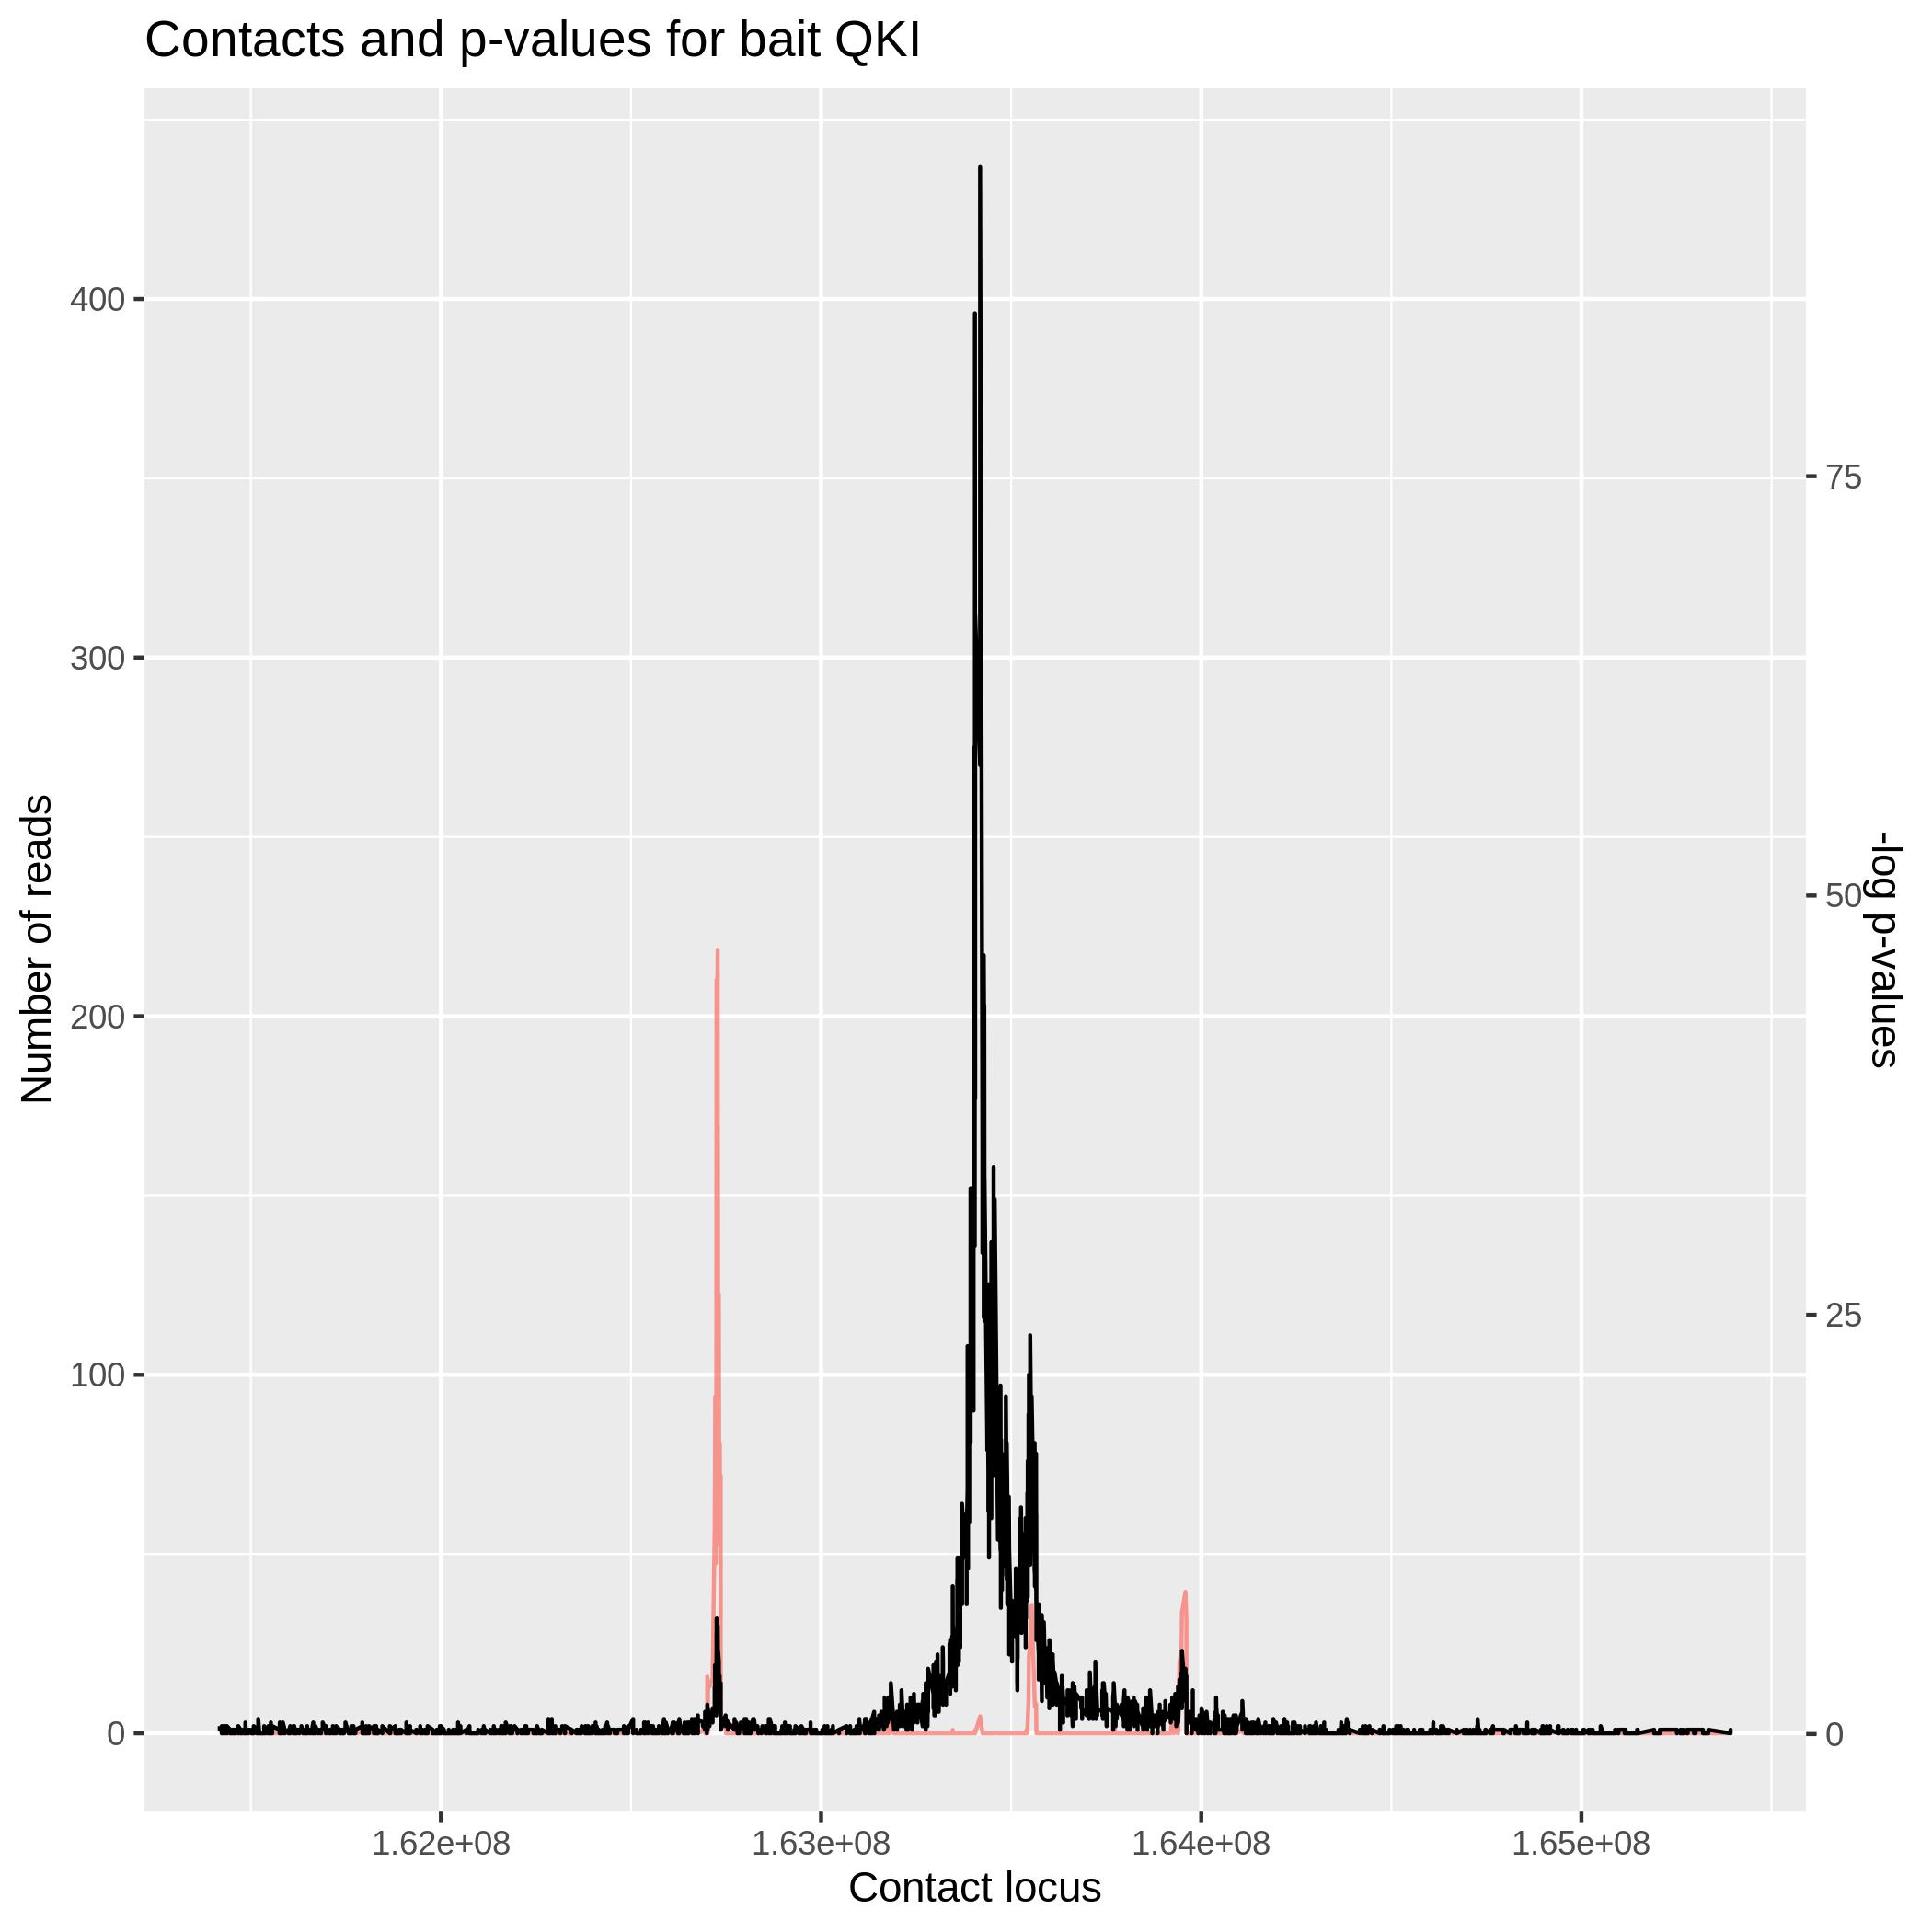 Contacts and p-values for bait QKI
Number of reads
400
300
200
100
0
75
50
25
0
-log p-values
1.62e+08
1.63e+08
1.64e+08
1.65e+08
Contact locus